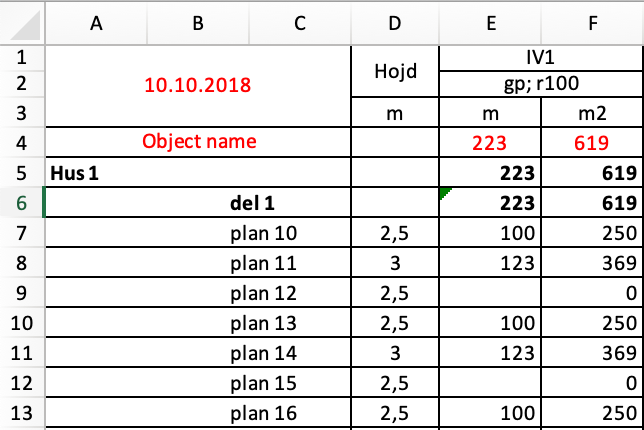 A B C D E F
1 IV1
Hojd
2 10.10.2018 gp; r100
3 m m m2
4 Object name 223 619
5 Hus 1 223 619
6 del 1 223 619
7 plan 10 2,5 100 250
8 plan 11 3 123 369
9 plan 12 2,5 0
10 plan 13 2,5 100 250
11 plan 14 3 123 369
12 plan 15 2,5 0
13 plan 16 2,5 100 250